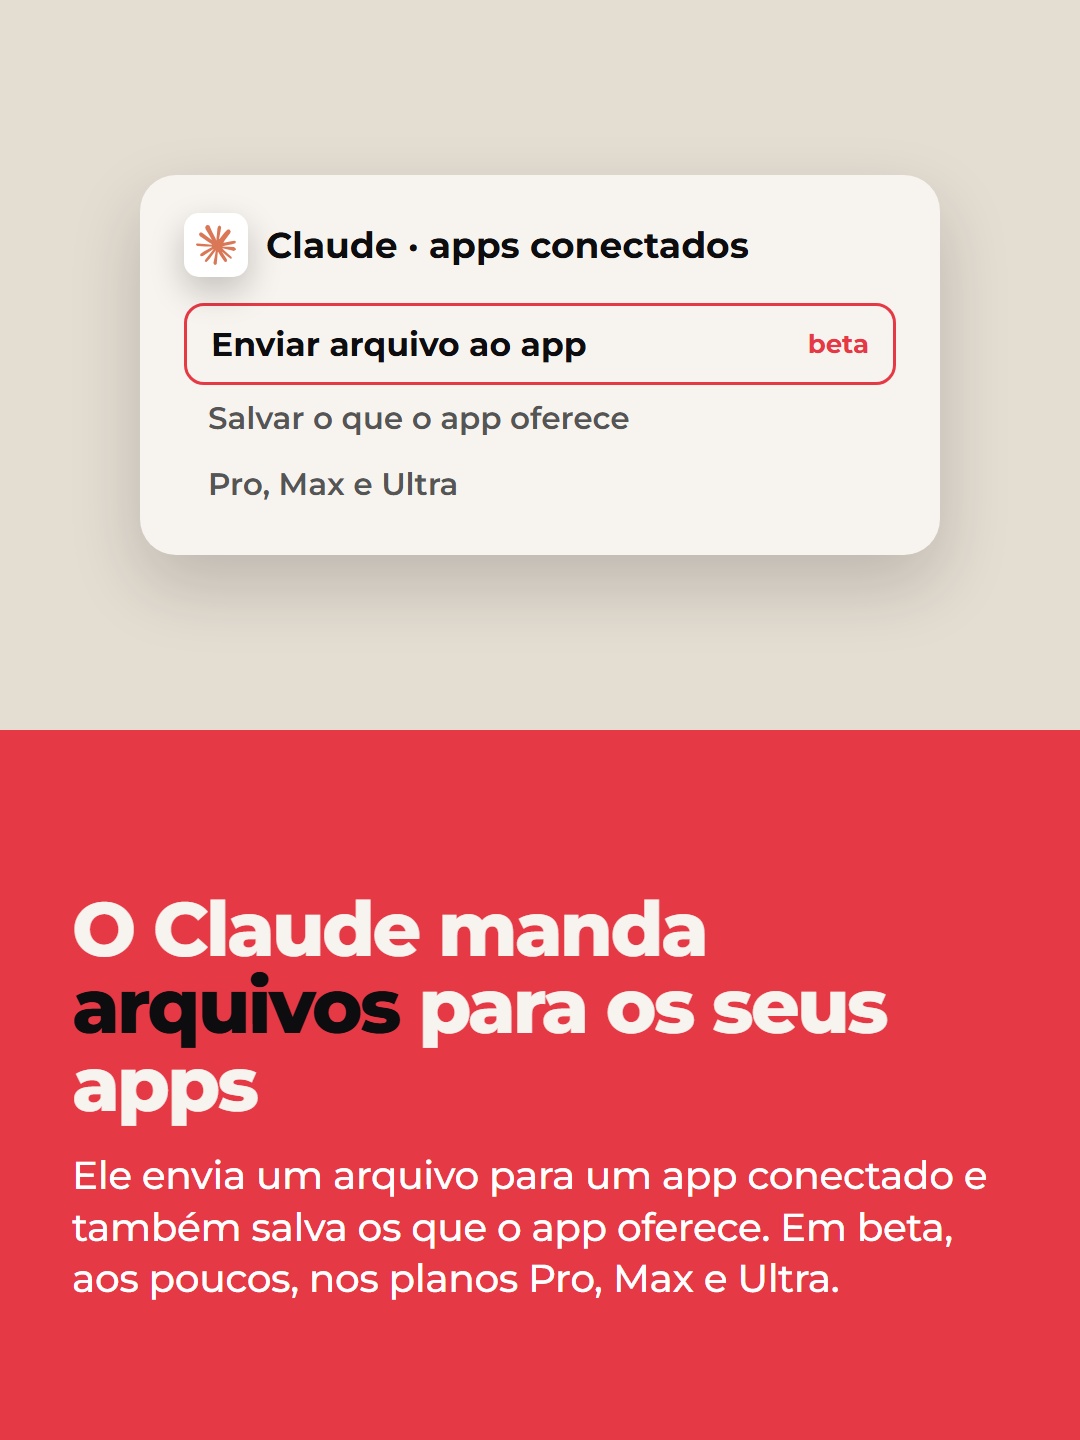 Claude · apps conectados
Enviar arquivo ao app beta
Salvar o que o app oferece
Pro, Max e Ultra
O Claude manda
arquivos para os seus
apps
Ele envia um arquivo para um app conectado e
também salva os que o app oferece. Em beta,
aos poucos, nos planos Pro, Max e Ultra.